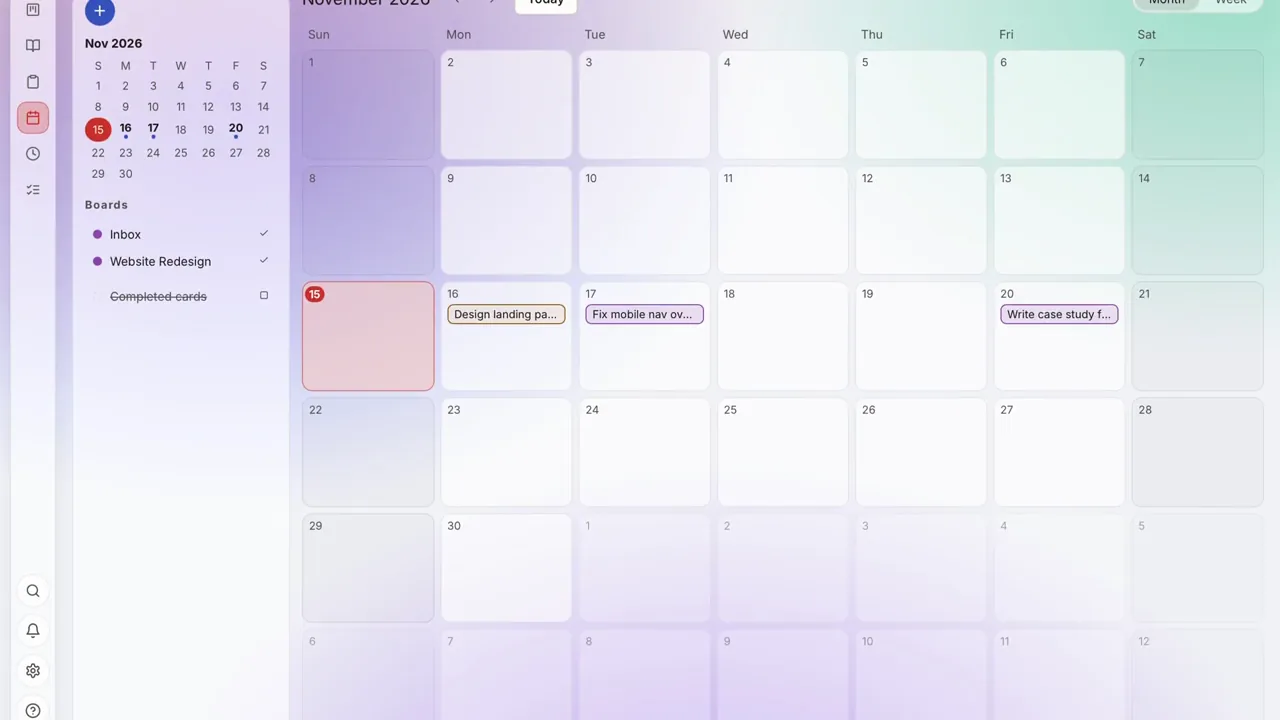 November 2026 Today Month Week
Nov 2026
S M T W T F S
1 2 3 4 5 6 7
8 9 10 11 12 13 14
15 16 17 18 19 20 21
22 23 24 25 26 27 28
29 30
Boards
Inbox
Website Redesign
Completed cards
Sun Mon Tue Wed Thu Fri Sat
1 2 3 4 5 6 7
8 9 10 11 12 13 14
15 16 17 18 19 20 21
Design landing pa... Fix mobile nav ov... Write case study f...
22 23 24 25 26 27 28
29 30 1 2 3 4 5
6 7 8 9 10 11 12